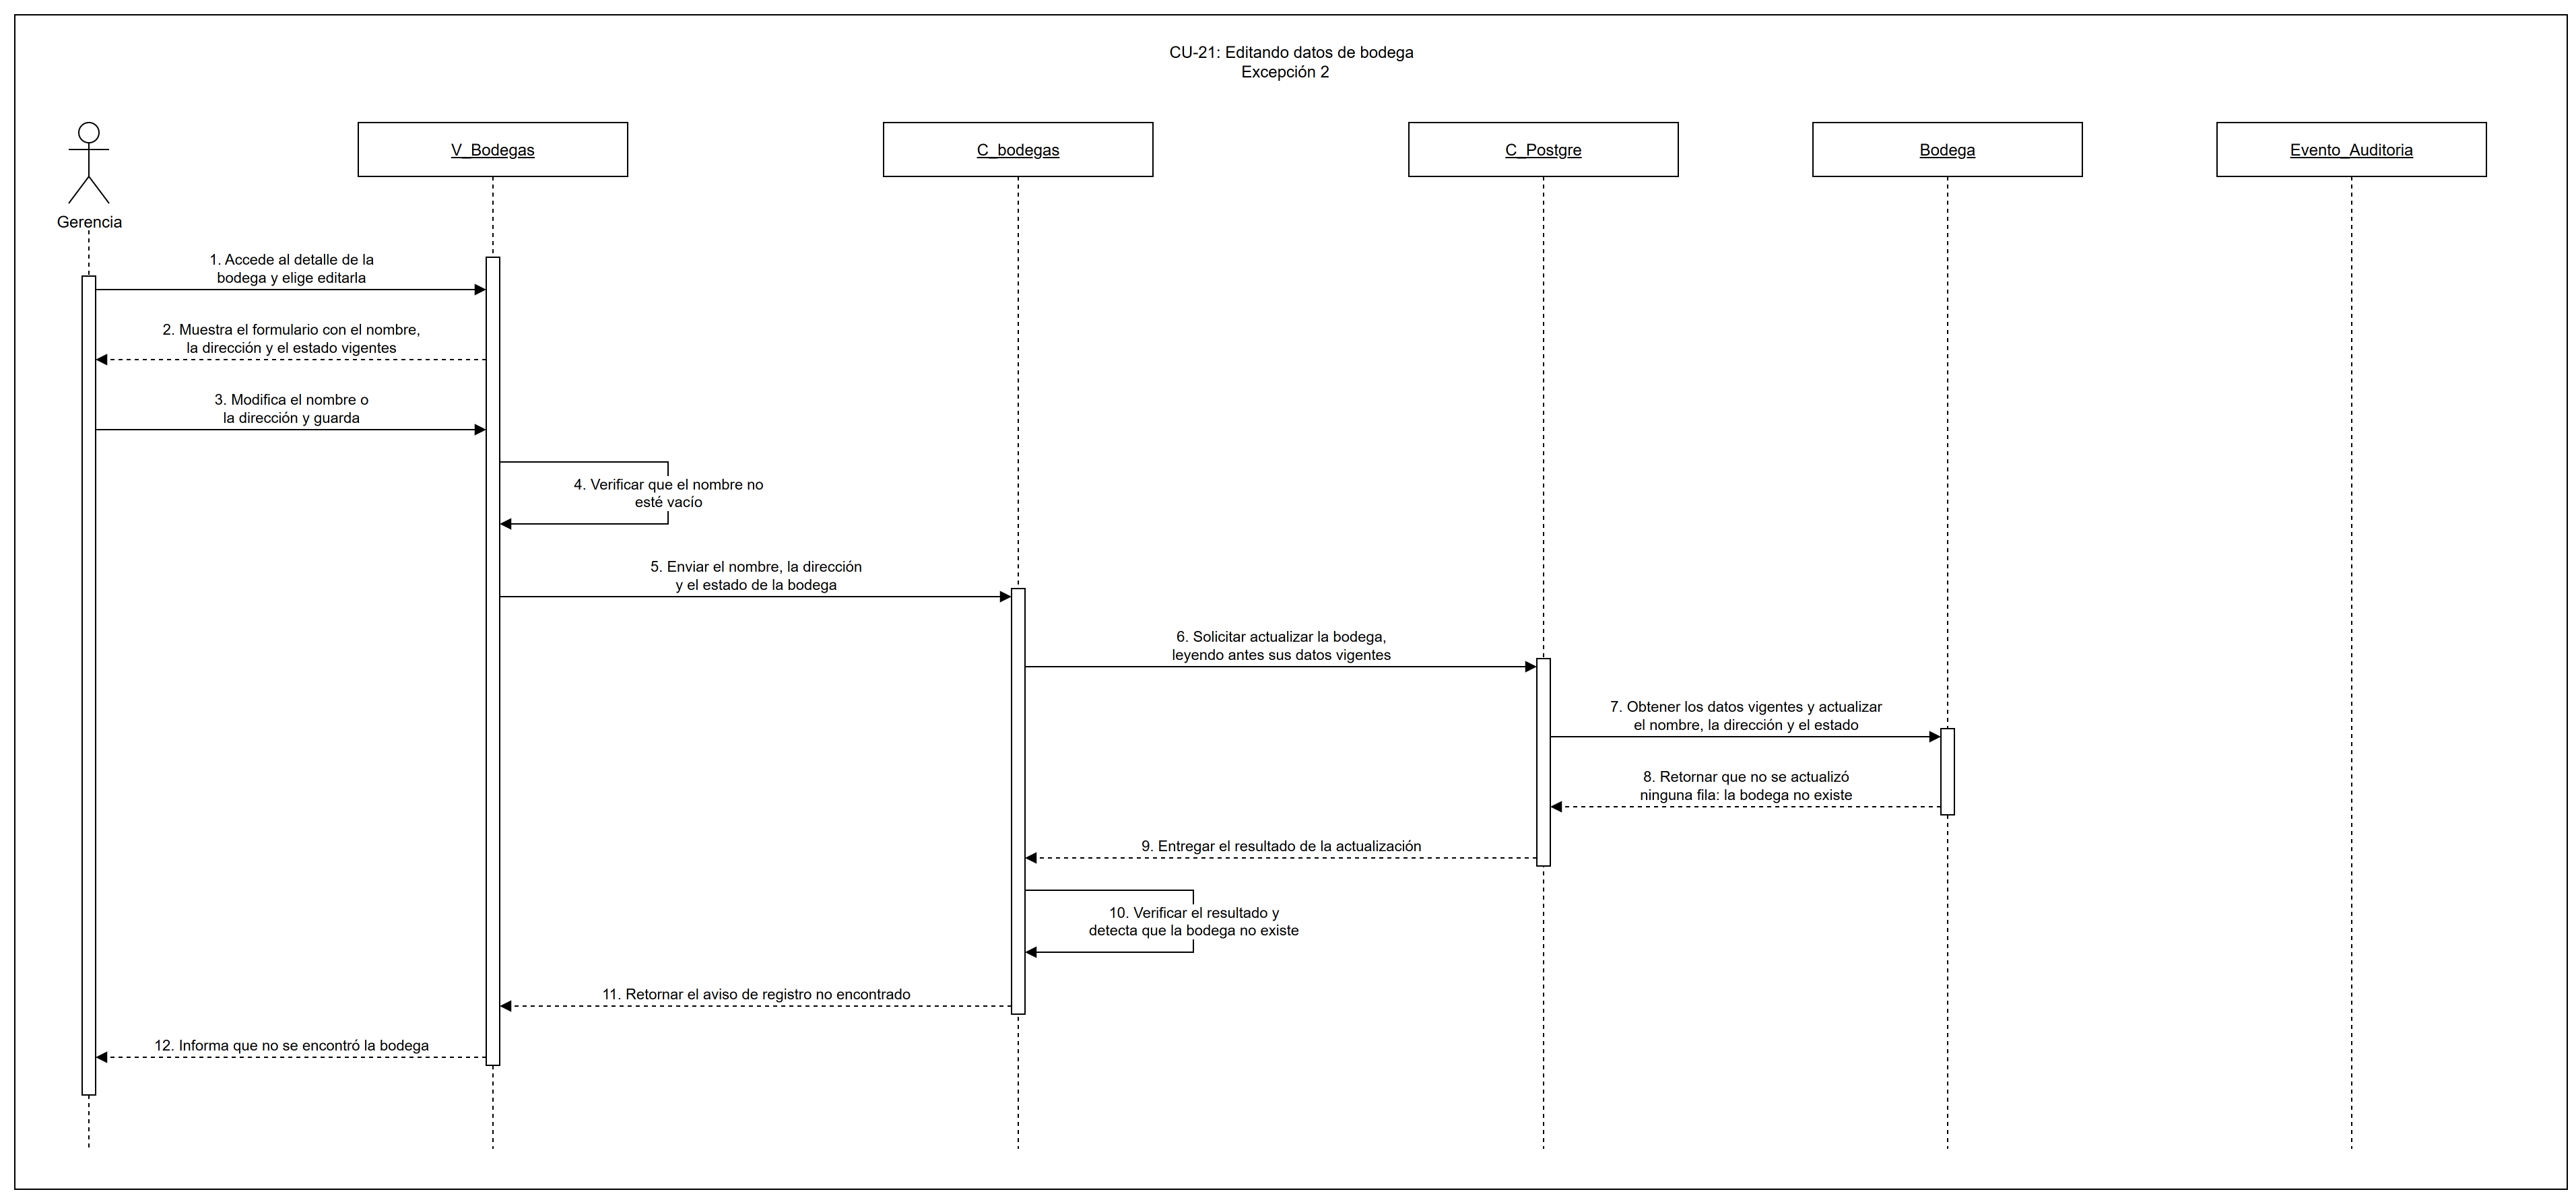 CU-21: Editando datos de bodega
Excepción 2
Gerencia
V_Bodegas
C_bodegas
C_Postgre
Bodega
Evento_Auditoria
1. Accede al detalle de la
bodega y elige editarla
2. Muestra el formulario con el nombre,
la dirección y el estado vigentes
3. Modifica el nombre o
la dirección y guarda
4. Verificar que el nombre no
esté vacío
5. Enviar el nombre, la dirección
y el estado de la bodega
6. Solicitar actualizar la bodega,
leyendo antes sus datos vigentes
7. Obtener los datos vigentes y actualizar
el nombre, la dirección y el estado
8. Retornar que no se actualizó
ninguna fila: la bodega no existe
9. Entregar el resultado de la actualización
10. Verificar el resultado y
detecta que la bodega no existe
11. Retornar el aviso de registro no encontrado
12. Informa que no se encontró la bodega